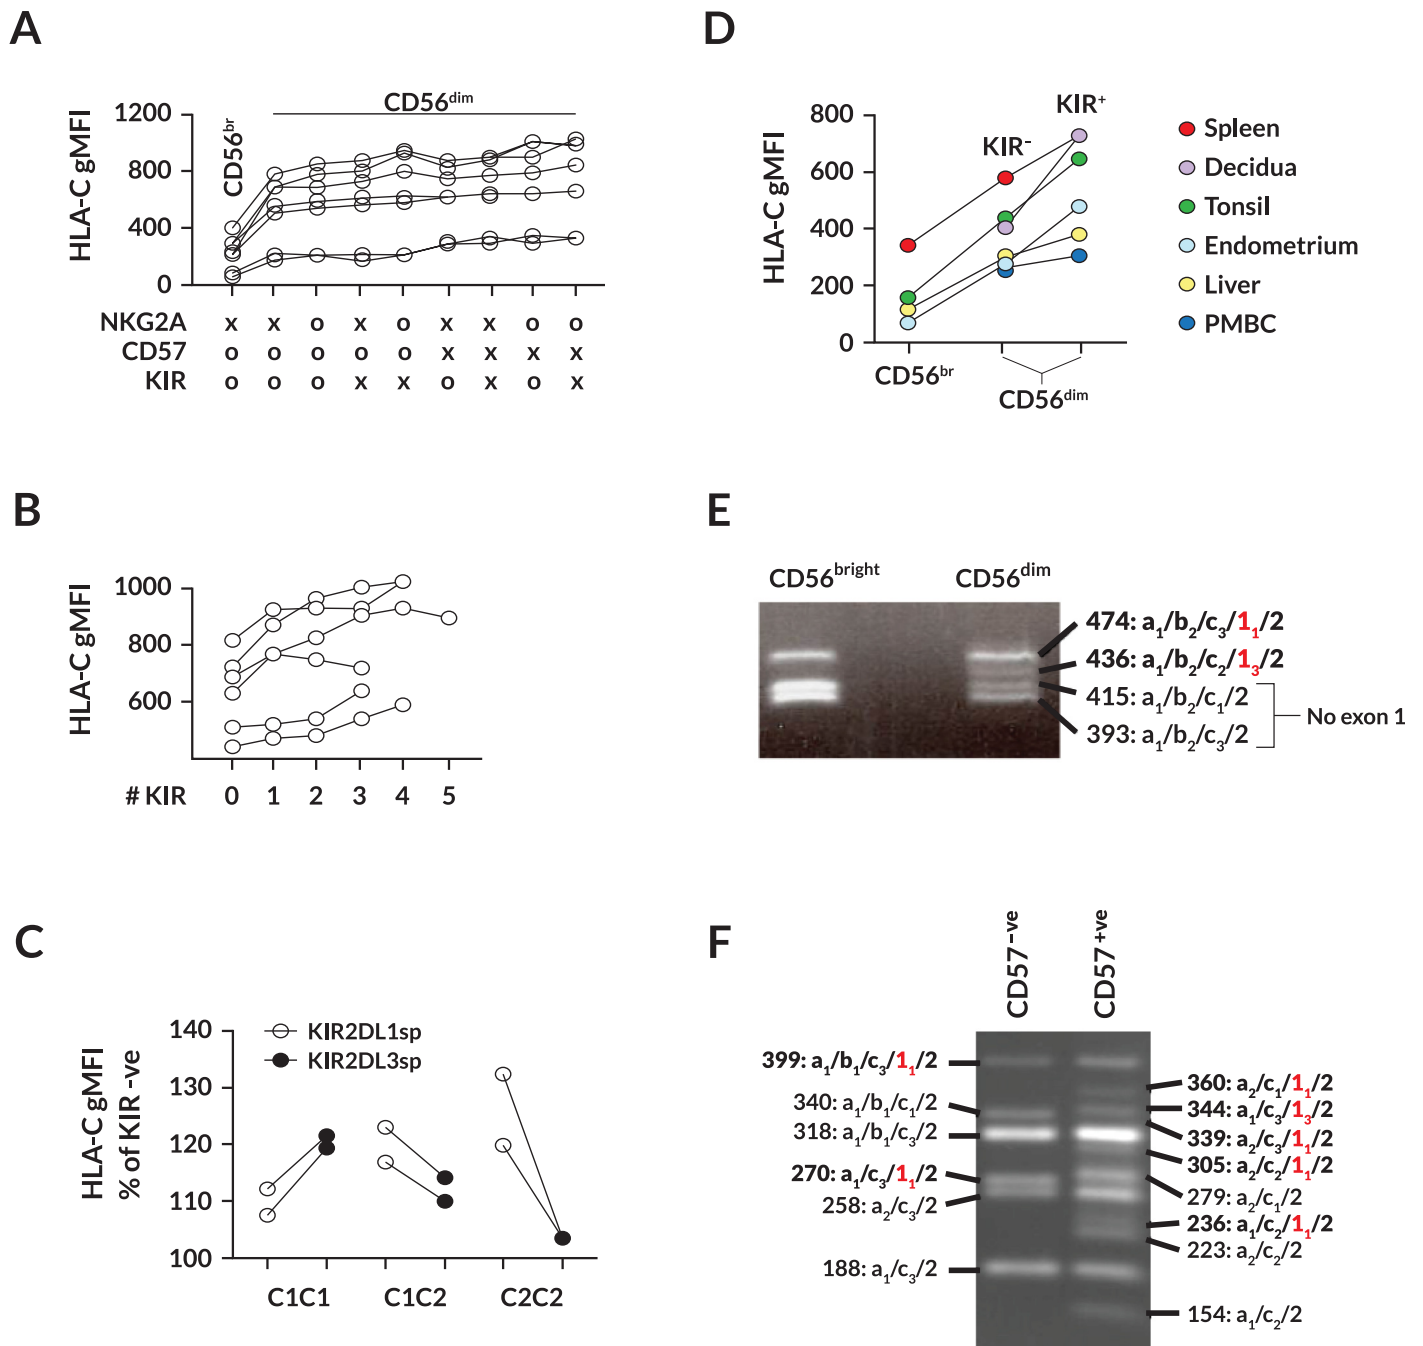 A
HLA-C gMFI
1200
800
400
0
CD56br
CD56dim
NKG2A x x o x o x x o o
CD57 o o o o o x x x x
KIR o o o x x o x o x
D
HLA-C gMFI
800
600
400
200
0
KIR-
KIR+
CD56br
CD56dim
Spleen
Decidua
Tonsil
Endometrium
Liver
PMBC
B
HLA-C gMFI
1000
800
600
# KIR 0 1 2 3 4 5
E
CD56bright CD56dim
474: a1/b2/c3/11/2
436: a1/b2/c2/13/2
415: a1/b2/c1/2
393: a1/b2/c3/2
No exon 1
C
HLA-C gMFI
% of KIR -ve
140
130
120
110
100
KIR2DL1sp
KIR2DL3sp
C1C1 C1C2 C2C2
F
CD57-ve
CD57+ve
399: a1/b1/c3/11/2
340: a1/b1/c1/2
318: a1/b1/c3/2
270: a1/c3/11/2
258: a2/c3/2
188: a1/c3/2
360: a2/c1/11/2
344: a1/c3/13/2
339: a2/c3/11/2
305: a2/c2/11/2
279: a2/c1/2
236: a1/c2/11/2
223: a2/c2/2
154: a1/c2/2